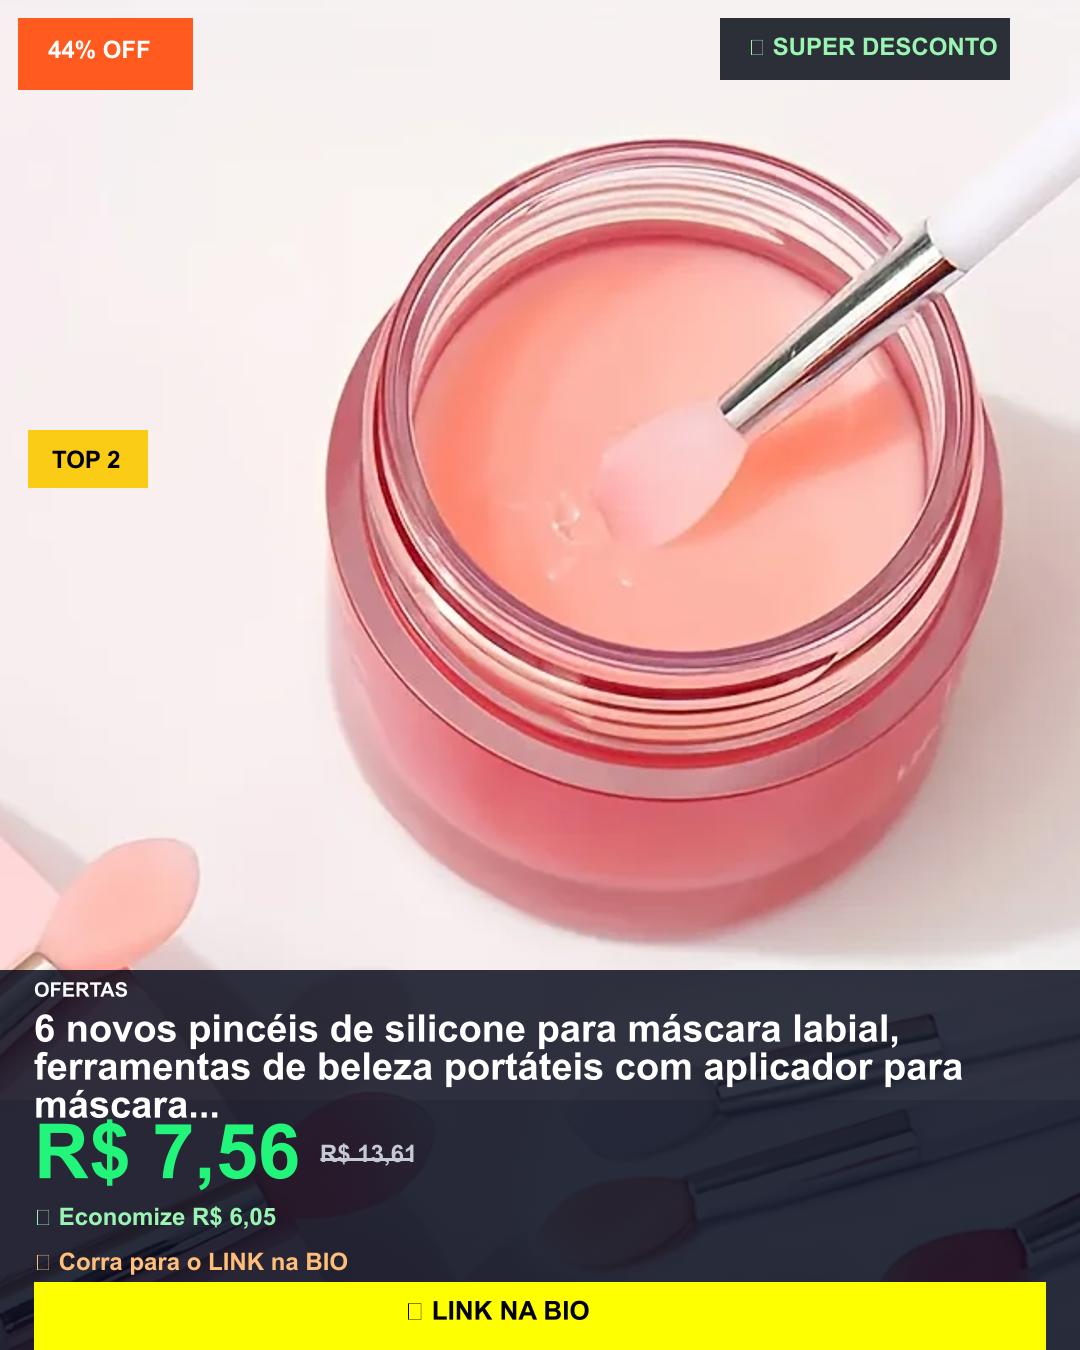 44% OFF
SUPER DESCONTO
TOP 2
OFERTAS
6 novos pincéis de silicone para máscara labial,
ferramentas de beleza portáteis com aplicador para
máscara...
R$ 7,56 R$ 13,61
Economize R$ 6,05
Corra para o LINK na BIO
LINK NA BIO